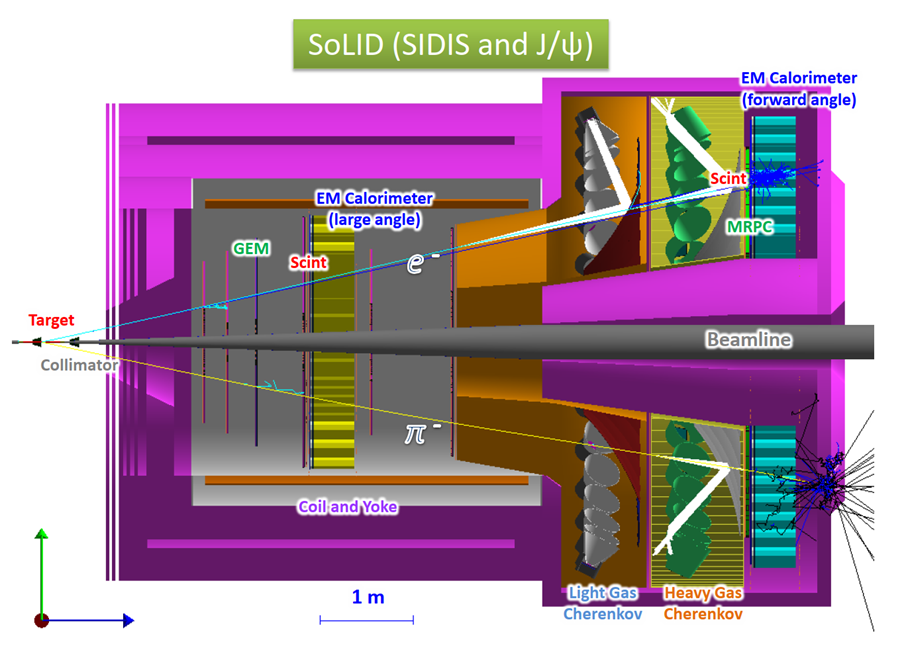 SoLID (SIDIS and J/ψ)
EM Calorimeter
(forward angle)
EM Calorimeter
(large angle)
Scint
GEM
Scint
MRPC
e-
Target
Beamline
Collimator
π-
Coil and Yoke
1 m
Light Gas
Cherenkov
Heavy Gas
Cherenkov